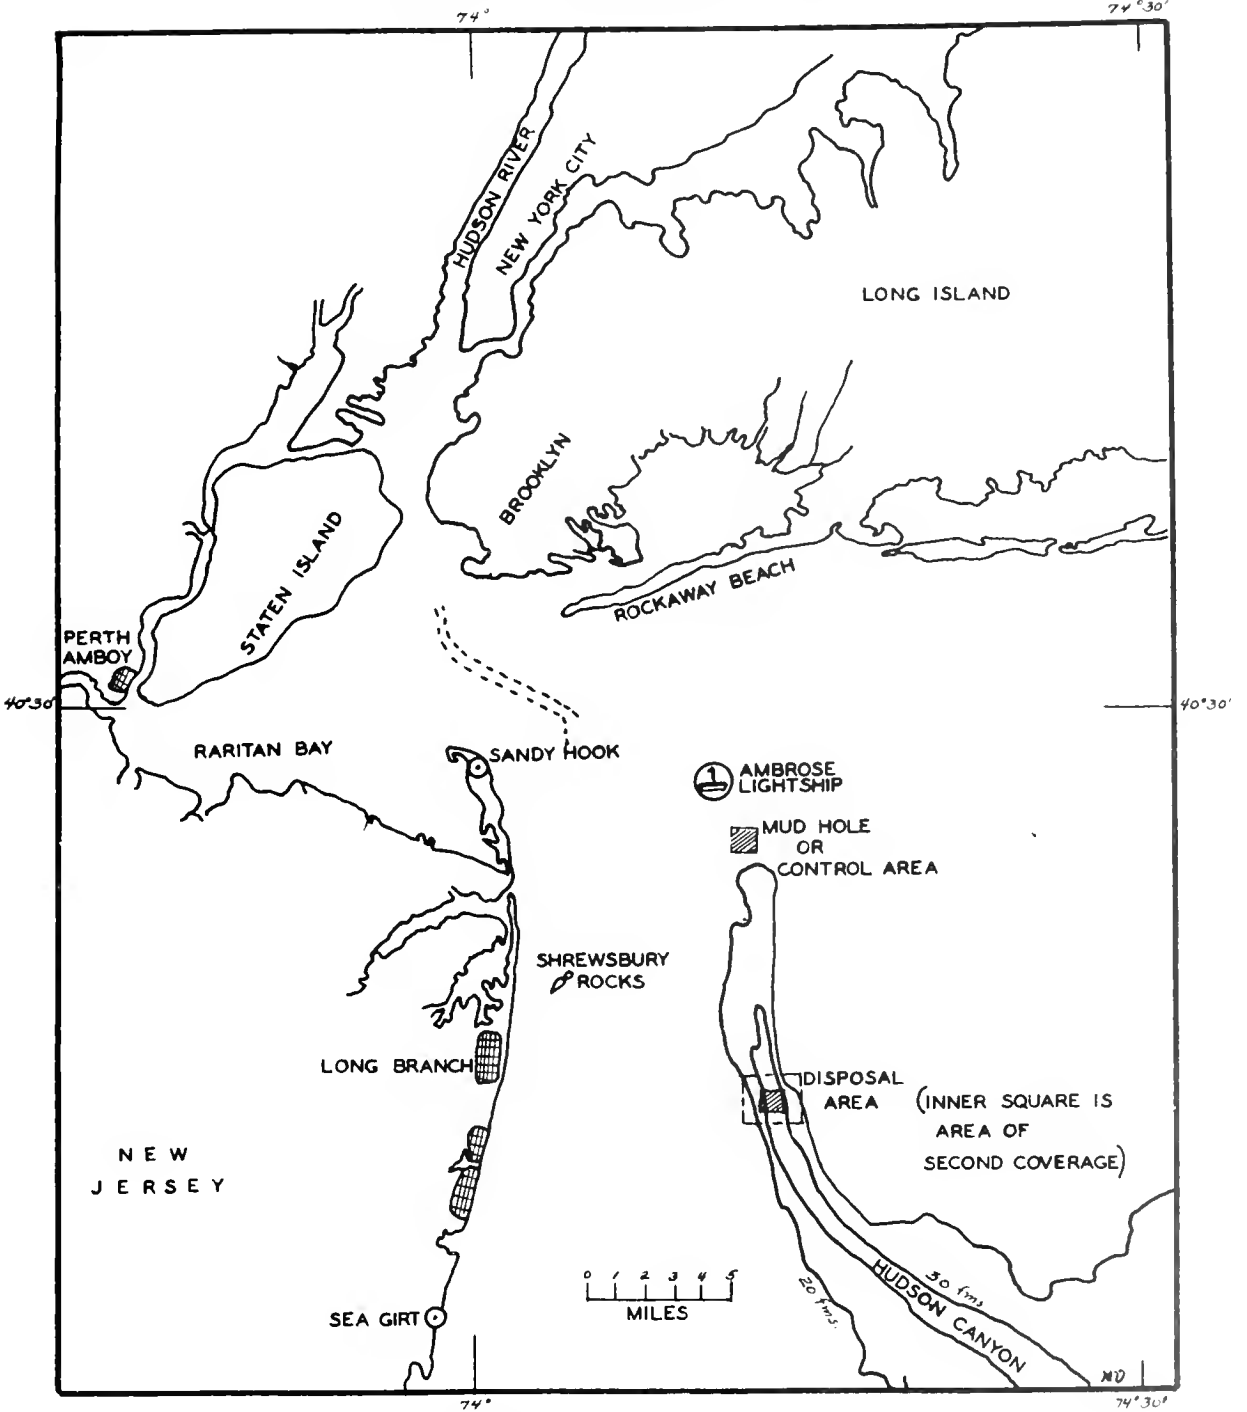 74°
74°30'
HUDSON RIVER
NEW YORK CITY
LONG ISLAND
BROOKLYN
STATEN ISLAND
ROCKAWAY BEACH
PERTH
AMBOY
40°30'
40°30'
RARITAN BAY
SANDY HOOK
AMBROSE
LIGHTSHIP
MUD HOLE
OR
CONTROL AREA
SHREWSBURY
ROCKS
LONG BRANCH
DISPOSAL
AREA
(INNER SQUARE IS
AREA OF
SECOND COVERAGE)
NEW
JERSEY
0 1 2 3 4 5
MILES
SEA GIRT
20 fms.
30 fms
HUDSON CANYON
74°
74°30'